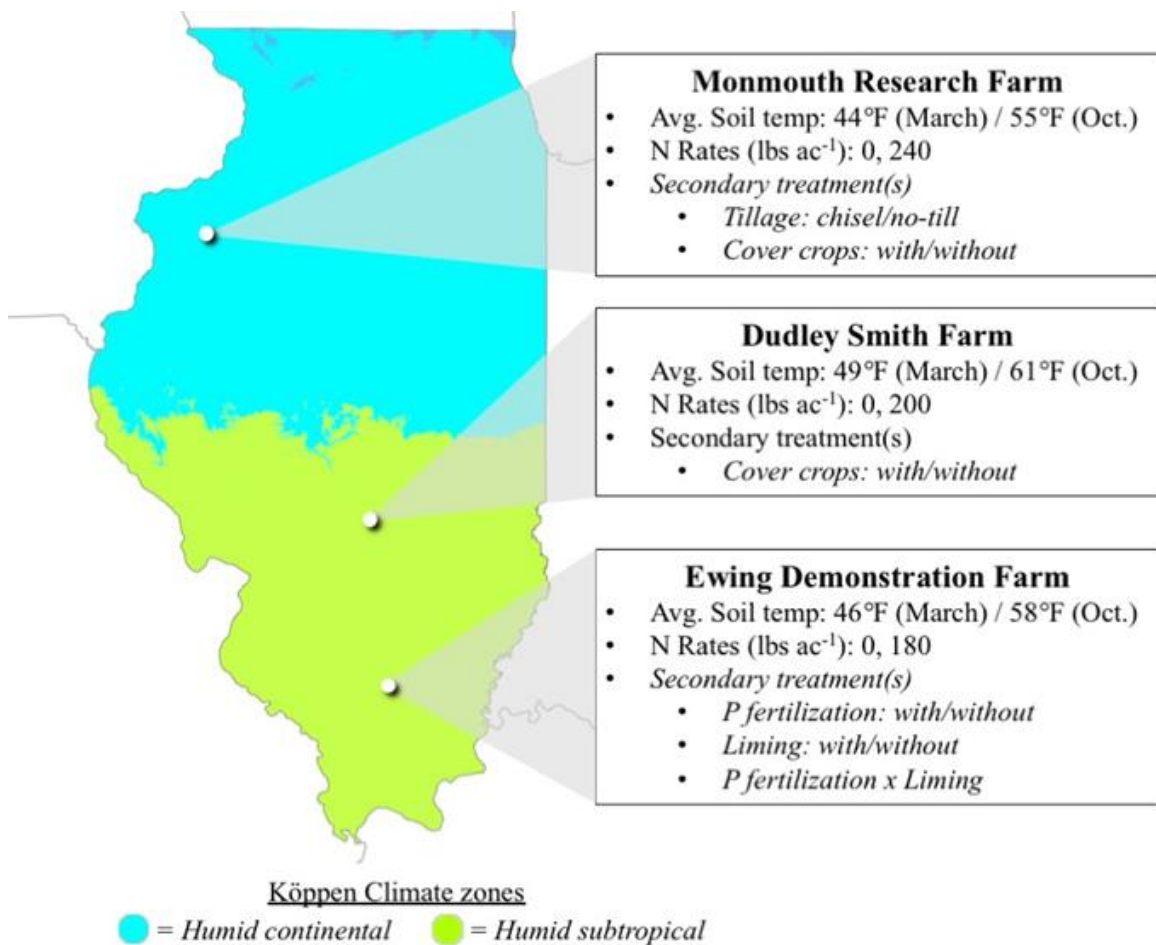 Monmouth Research Farm
• Avg. Soil temp: 44°F (March) / 55°F (Oct.)
• N Rates (lbs ac⁻¹): 0, 240
• Secondary treatment(s)
• Tillage: chisel/no-till
• Cover crops: with/without
Dudley Smith Farm
• Avg. Soil temp: 49°F (March) / 61°F (Oct.)
• N Rates (lbs ac⁻¹): 0, 200
• Secondary treatment(s)
• Cover crops: with/without
Ewing Demonstration Farm
• Avg. Soil temp: 46°F (March) / 58°F (Oct.)
• N Rates (lbs ac⁻¹): 0, 180
• Secondary treatment(s)
• P fertilization: with/without
• Liming: with/without
• P fertilization x Liming
Köppen Climate zones
= Humid continental = Humid subtropical